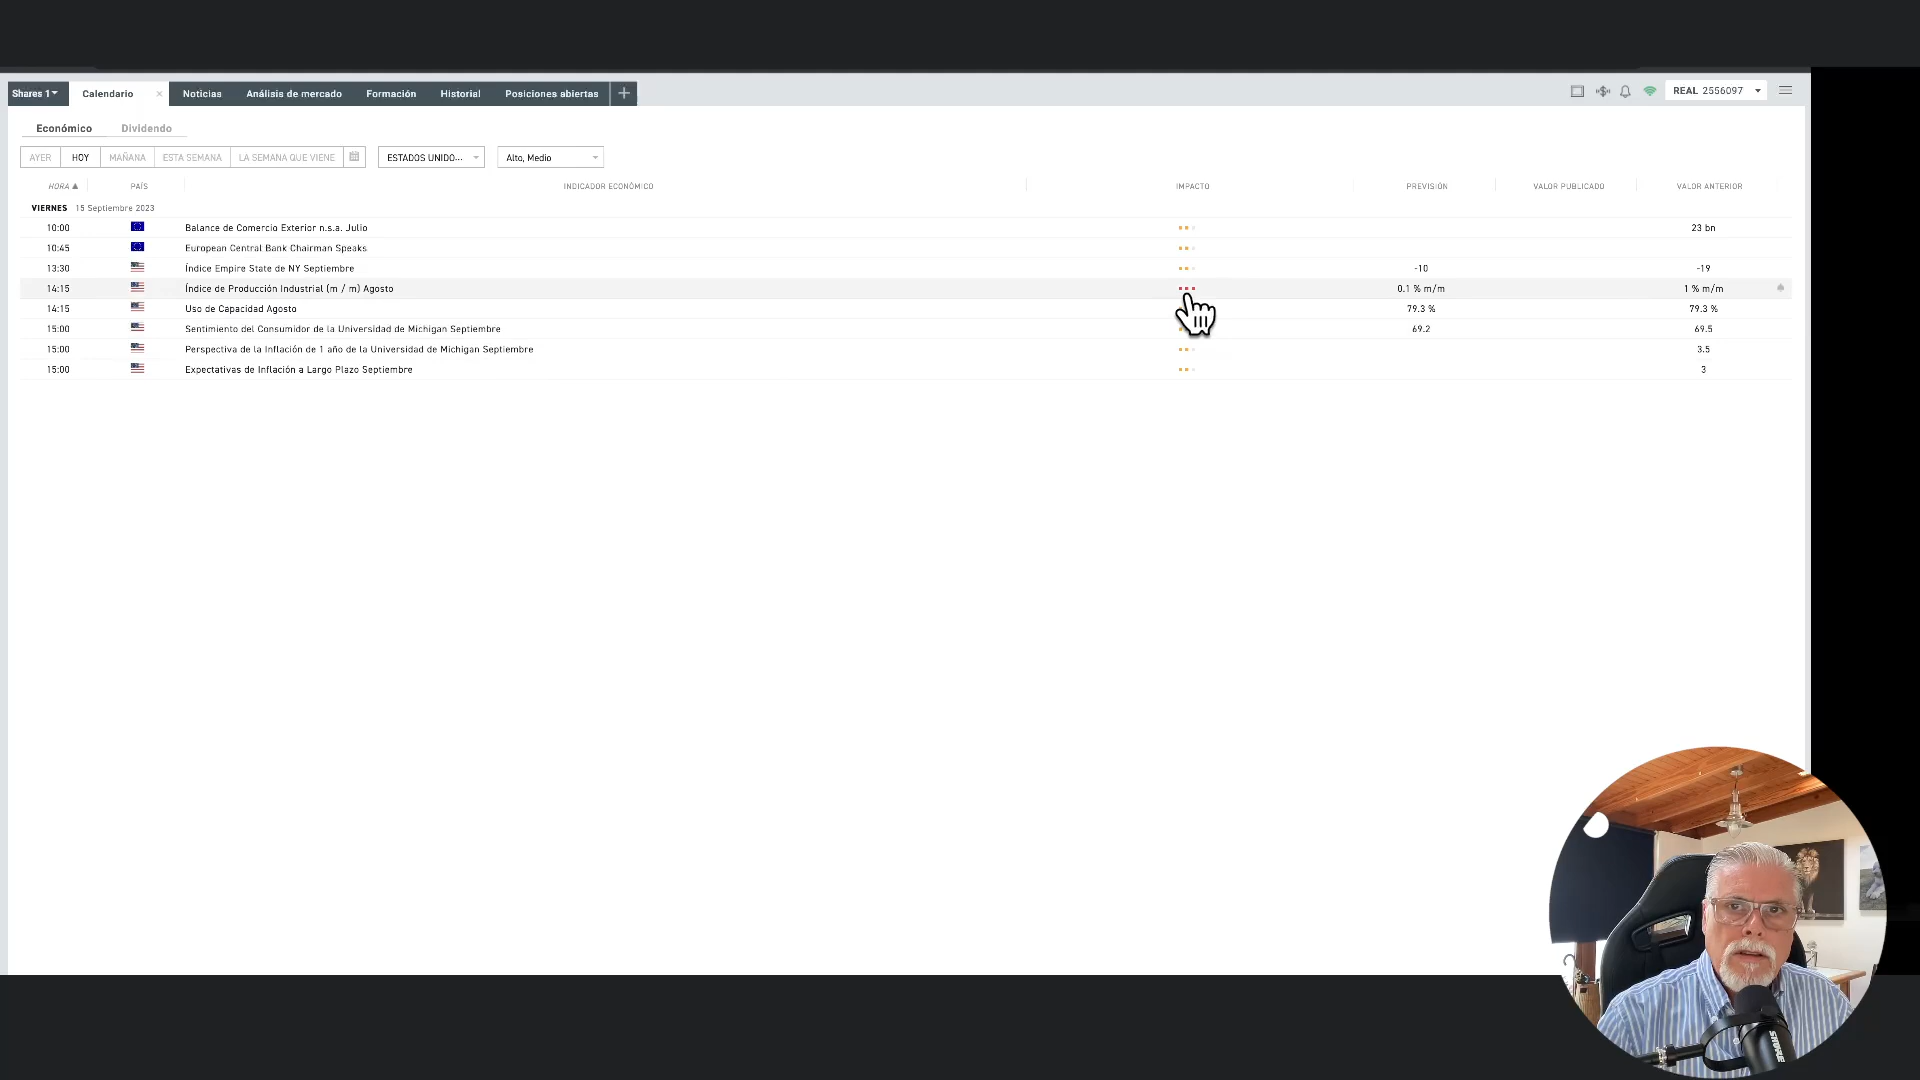 Shares 1 Calendario × Noticias Análisis de mercado Formación Historial Posiciones abiertas + REAL 2556097
Económico Dividendo
AYER HOY MAÑANA ESTA SEMANA LA SEMANA QUE VIENE ESTADOS UNIDO... Alto, Medio
HORA ▲ PAÍS INDICADOR ECONÓMICO IMPACTO PREVISIÓN VALOR PUBLICADO VALOR ANTERIOR
VIERNES 15 Septiembre 2023
10:00 Balance de Comercio Exterior n.s.a. Julio 23 bn
10:45 European Central Bank Chairman Speaks
13:30 Índice Empire State de NY Septiembre -10 -19
14:15 Índice de Producción Industrial (m / m) Agosto 0.1 % m/m 1 % m/m
14:15 Uso de Capacidad Agosto 79.3 % 79.3 %
15:00 Sentimiento del Consumidor de la Universidad de Michigan Septiembre 69.2 69.5
15:00 Perspectiva de la Inflación de 1 año de la Universidad de Michigan Septiembre 3.5
15:00 Expectativas de Inflación a Largo Plazo Septiembre 3
SHURE